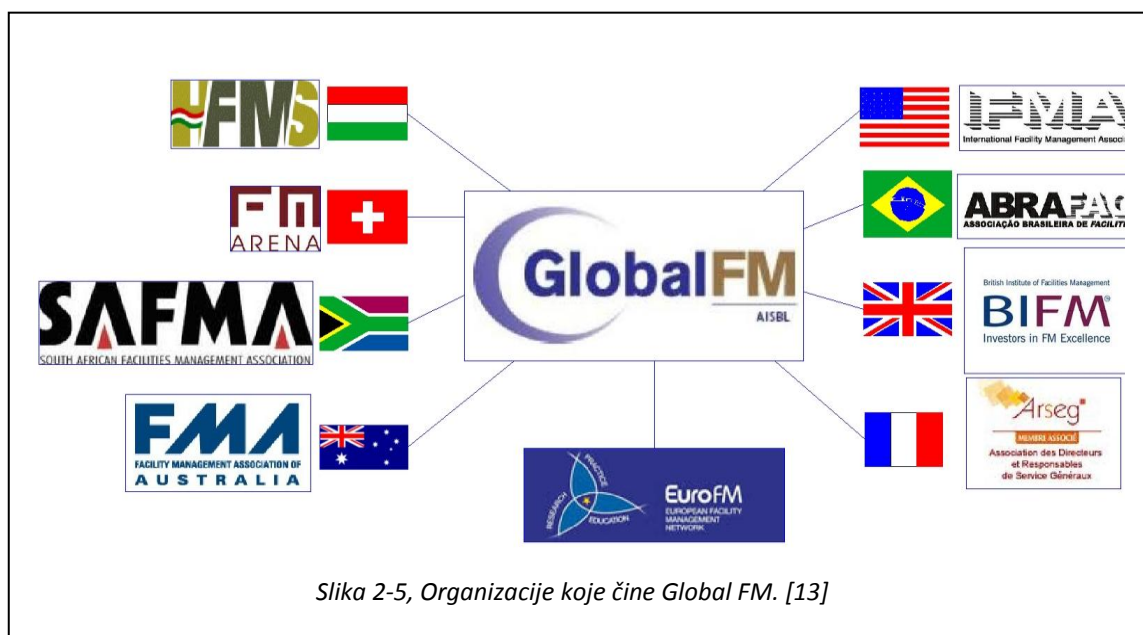 HFMS
FM
ARENA
SAFMA
SOUTH AFRICAN FACILITIES MANAGEMENT ASSOCIATION
FMA
FACILITY MANAGEMENT ASSOCIATION OF
AUSTRALIA
GlobalFM
AISBL
IFMA
International Facility Management Associa
ABRAFAC
ASSOCIAÇÃO BRASILEIRA DE FACILITI
British Institute of Facilities Management
BIFM®
Investors in FM Excellence
Arseg
MEMBRE ASSOCIÉ
Association des Directeurs
et Responsables
de Service Généraux
PRACTICE
RESEARCH
EDUCATION
EuroFM
EUROPEAN FACILITY
MANAGEMENT
NETWORK
Slika 2-5, Organizacije koje čine Global FM. [13]